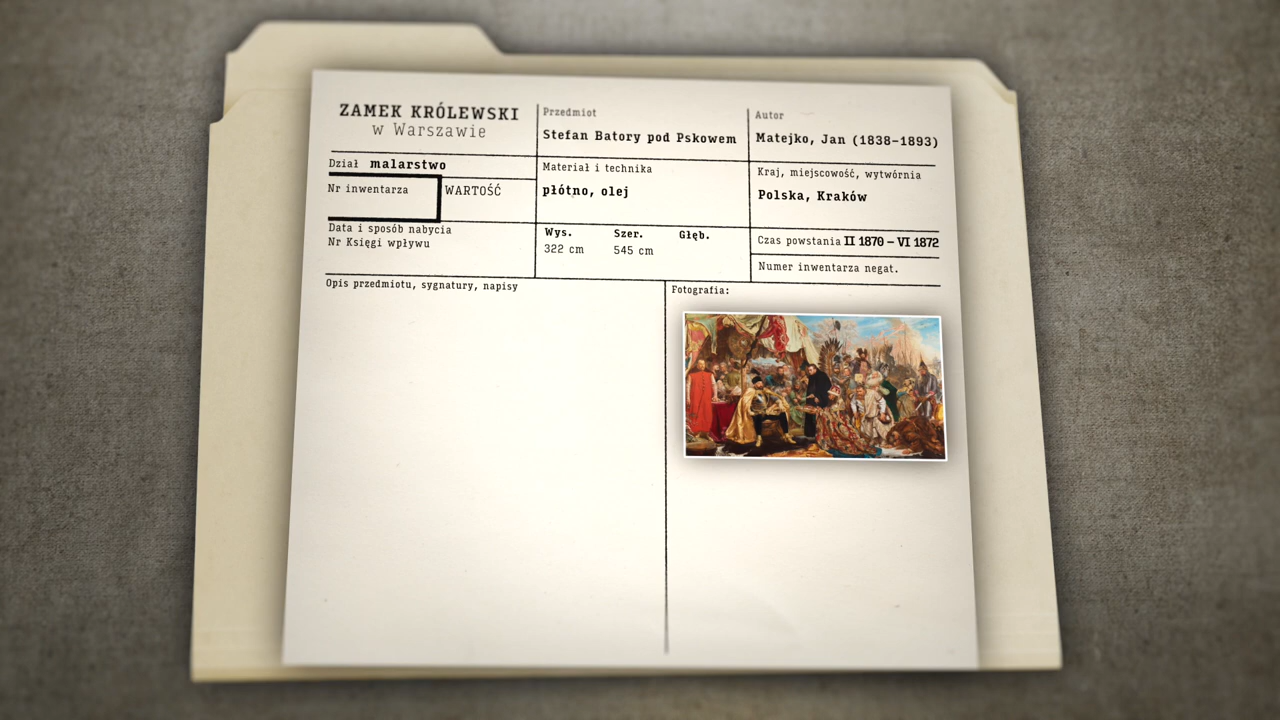 ZAMEK KRÓLEWSKI
w Warszawie
Dział malarstwo
Nr inwentarza
WARTOŚĆ
Data i sposób nabycia
Nr Księgi wpływu
Przedmiot
Stefan Batory pod Pskowem
Materiał i technika
płótno, olej
Wys. Szer. Głęb.
322 cm 545 cm
Autor
Matejko, Jan (1838-1893)
Kraj, miejscowość, wytwórnia
Polska, Kraków
Czas powstania II 1870 – VI 1872
Numer inwentarza negat.
Opis przedmiotu, sygnatury, napisy
Fotografia: